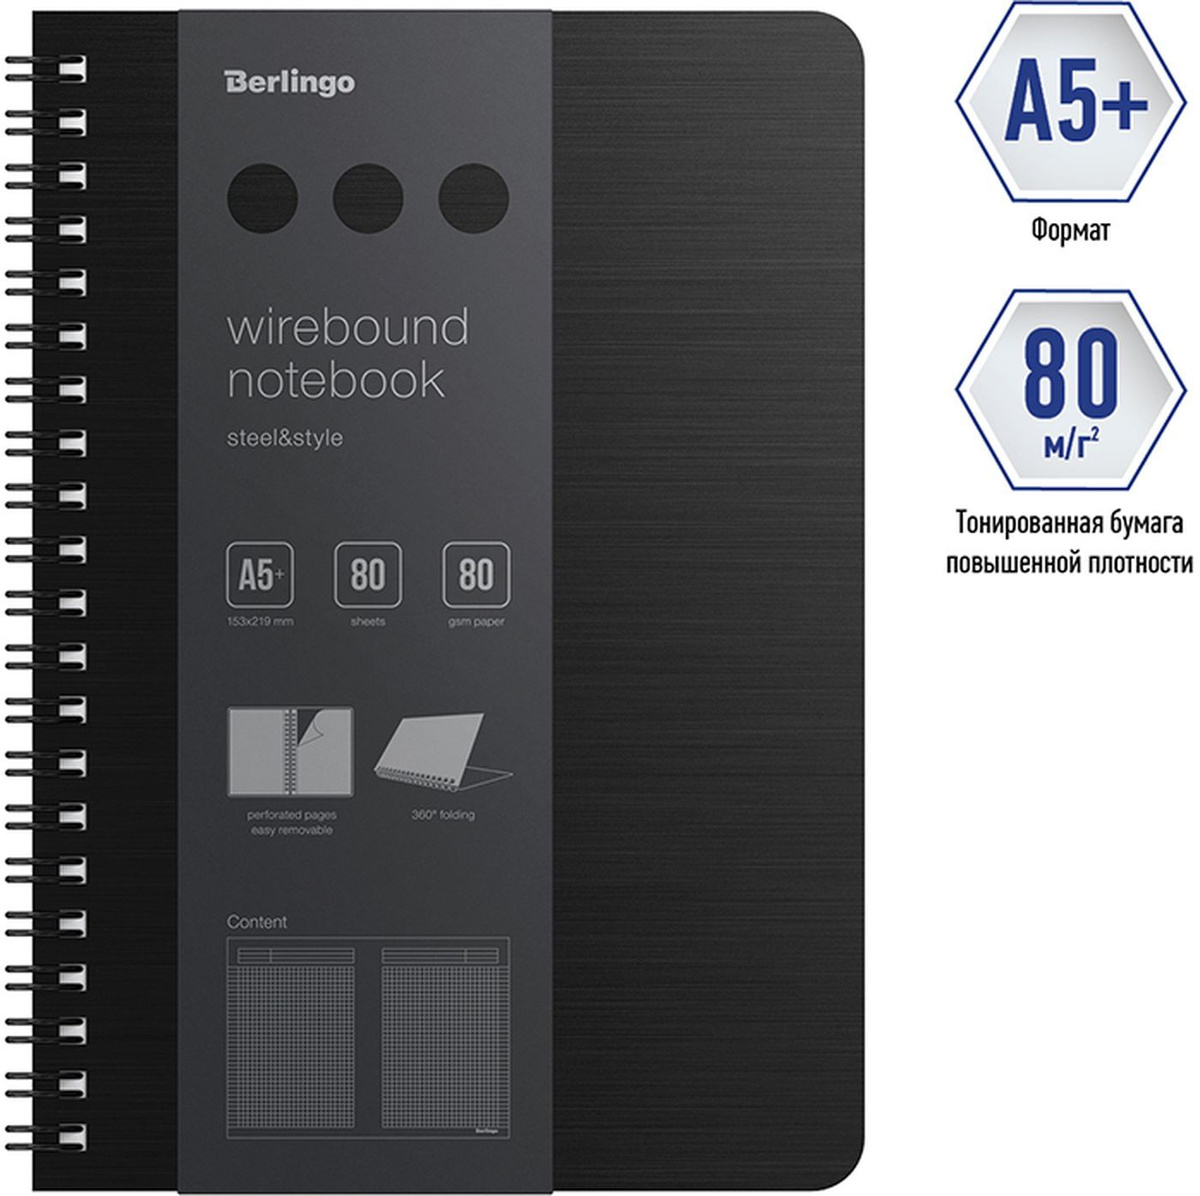 Berlingo
wirebound
notebook
steel&style
A5+
80
80
153x219 mm
sheets
gsm paper
perforated pages
easy removable
360° folding
Content
Berlingo
A5+
Формат
80
м/г²
Тонированная бумага
повышенной плотности